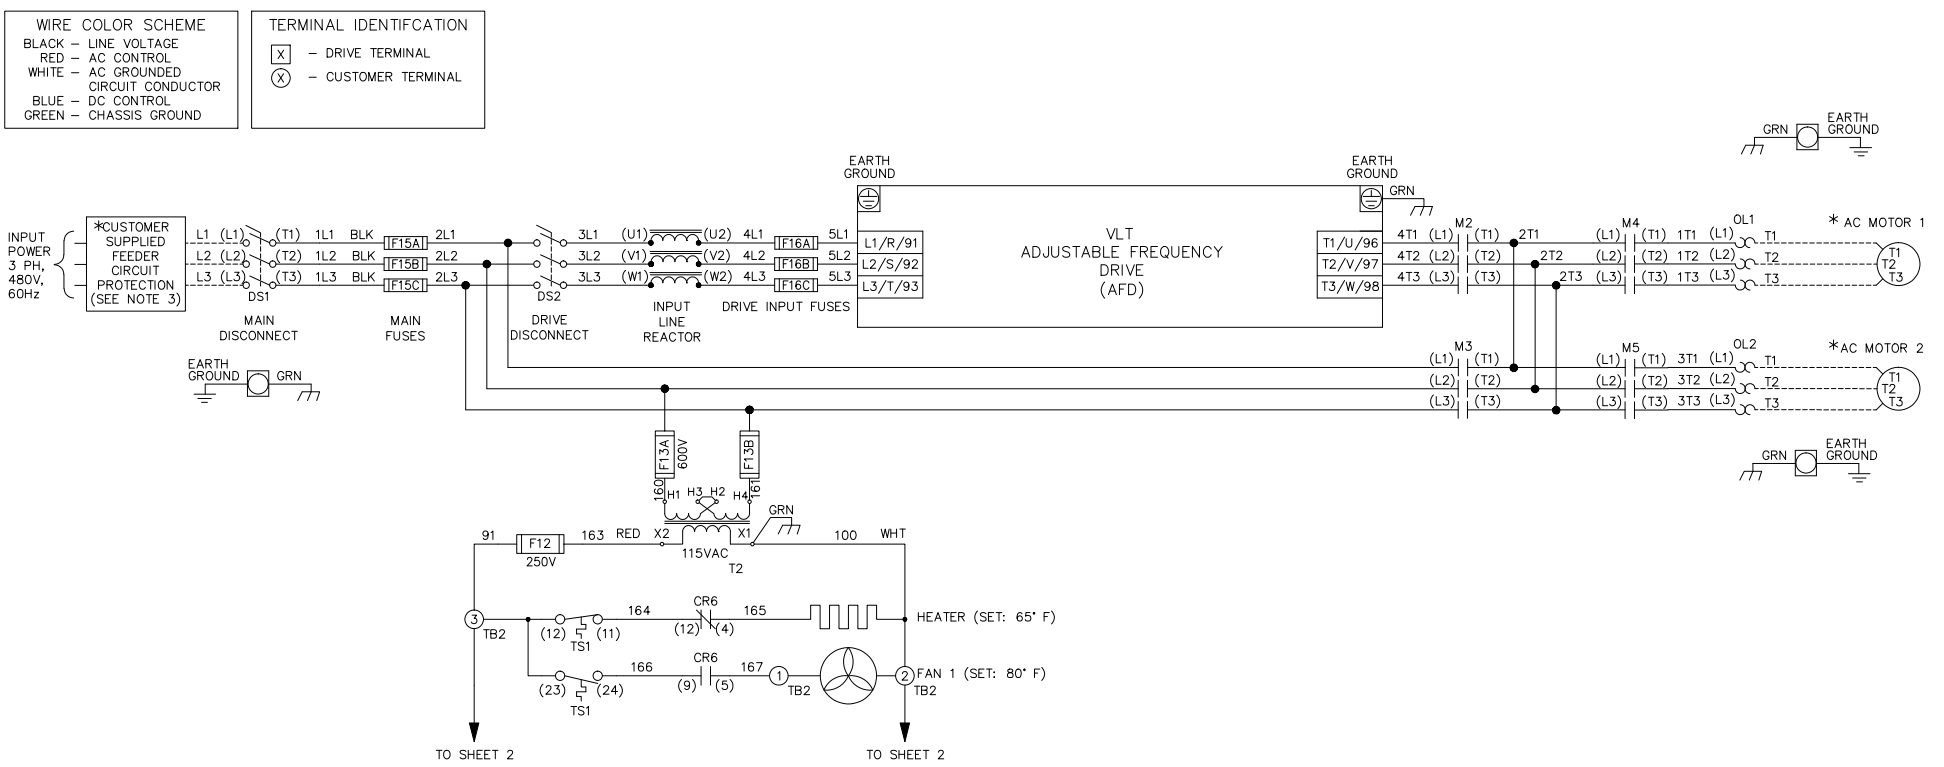 WIRE COLOR SCHEME
BLACK – LINE VOLTAGE
RED – AC CONTROL
WHITE – AC GROUNDED
CIRCUIT CONDUCTOR
BLUE – DC CONTROL
GREEN – CHASSIS GROUND
TERMINAL IDENTIFCATION
X – DRIVE TERMINAL
X – CUSTOMER TERMINAL
GRN
EARTH
GROUND
EARTH
GROUND
EARTH
GROUND
GRN
INPUT
POWER
3 PH,
480V,
60Hz
*CUSTOMER
SUPPLIED
FEEDER
CIRCUIT
PROTECTION
(SEE NOTE 3)
L1 (L1) (T1) 1L1 BLK F15A 2L1 3L1 (U1) (U2) 4L1 F16A 5L1 L1/R/91
L2 (L2) (T2) 1L2 BLK F15B 2L2 3L2 (V1) (V2) 4L2 F16B 5L2 L2/S/92
L3 (L3) (T3) 1L3 BLK F15C 2L3 3L3 (W1) (W2) 4L3 F16C 5L3 L3/T/93
DS1
MAIN
DISCONNECT
MAIN
FUSES
DS2
DRIVE
DISCONNECT
INPUT
LINE
REACTOR
DRIVE INPUT FUSES
VLT
ADJUSTABLE FREQUENCY
DRIVE
(AFD)
M2 M4 OL1 * AC MOTOR 1
T1/U/96 4T1 (L1) (T1) 2T1 (L1) (T1) 1T1 (L1) T1
T2/V/97 4T2 (L2) (T2) 2T2 (L2) (T2) 1T2 (L2) T2
T3/W/98 4T3 (L3) (T3) 2T3 (L3) (T3) 1T3 (L3) T3
T1
T2
T3
EARTH
GROUND GRN
M3 M5 OL2 *AC MOTOR 2
(L1) (T1) (L1) (T1) 3T1 (L1) T1
(L2) (T2) (L2) (T2) 3T2 (L2) T2
(L3) (T3) (L3) (T3) 3T3 (L3) T3
T1
T2
T3
GRN
EARTH
GROUND
F13A
600V
F13B
160
161
H1 H3 H2 H4
GRN
91 F12 163 RED X2 X1 100 WHT
250V
115VAC
T2
3
TB2
(12) (11)
TS1
164
CR6
(12) (4)
165
HEATER (SET: 65° F)
(23) (24)
TS1
166
CR6
(9) (5)
167
1
TB2
2
TB2
FAN 1 (SET: 80° F)
TO SHEET 2
TO SHEET 2